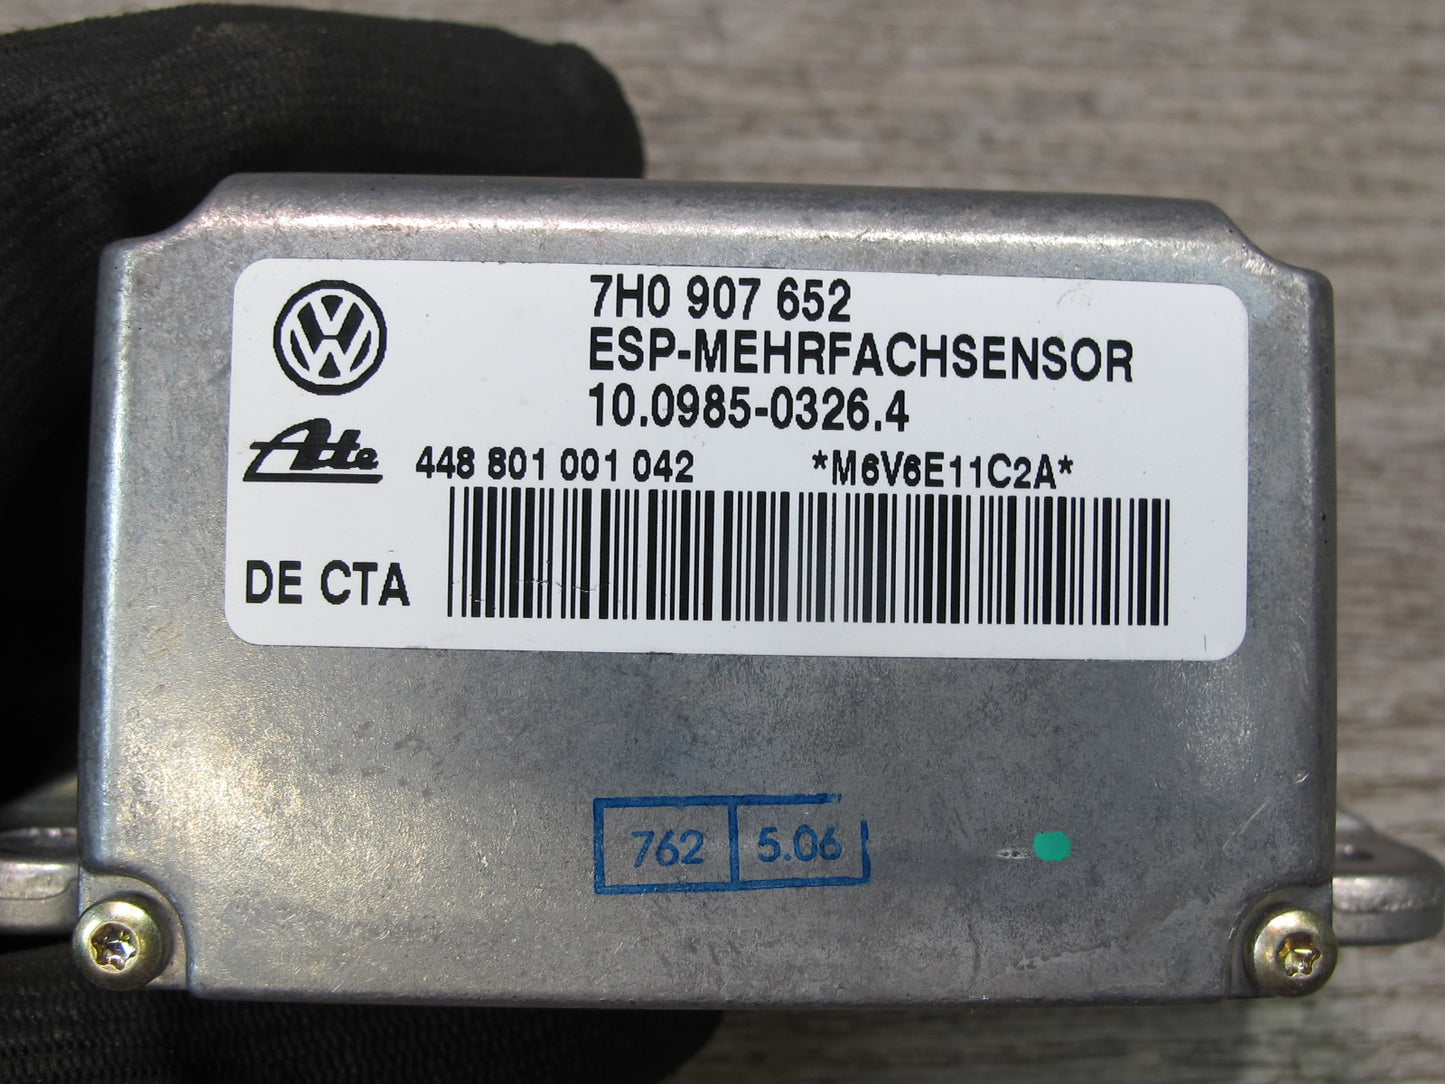 7H0 907 652
ESP-MEHRFACHSENSOR
10.0985-0326.4
Ate 448 801 001 042 *M6V6E11C2A*
DE CTA
762 5.06